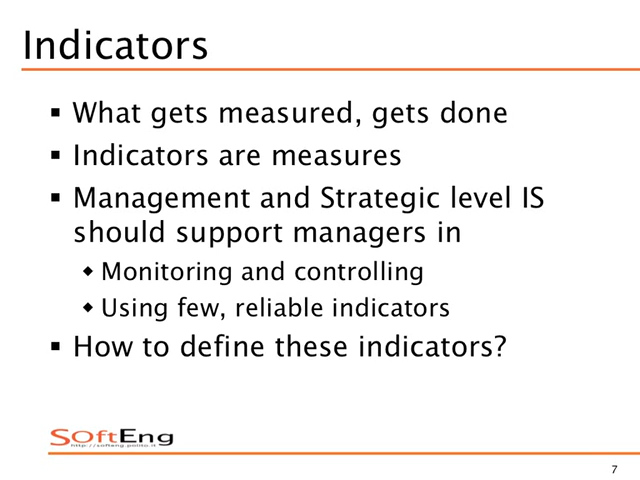 Indicators
▪ What gets measured, gets done
▪ Indicators are measures
▪ Management and Strategic level IS
should support managers in
◆ Monitoring and controlling
◆ Using few, reliable indicators
▪ How to define these indicators?
SOftEng
http://softeng.polito.it
7